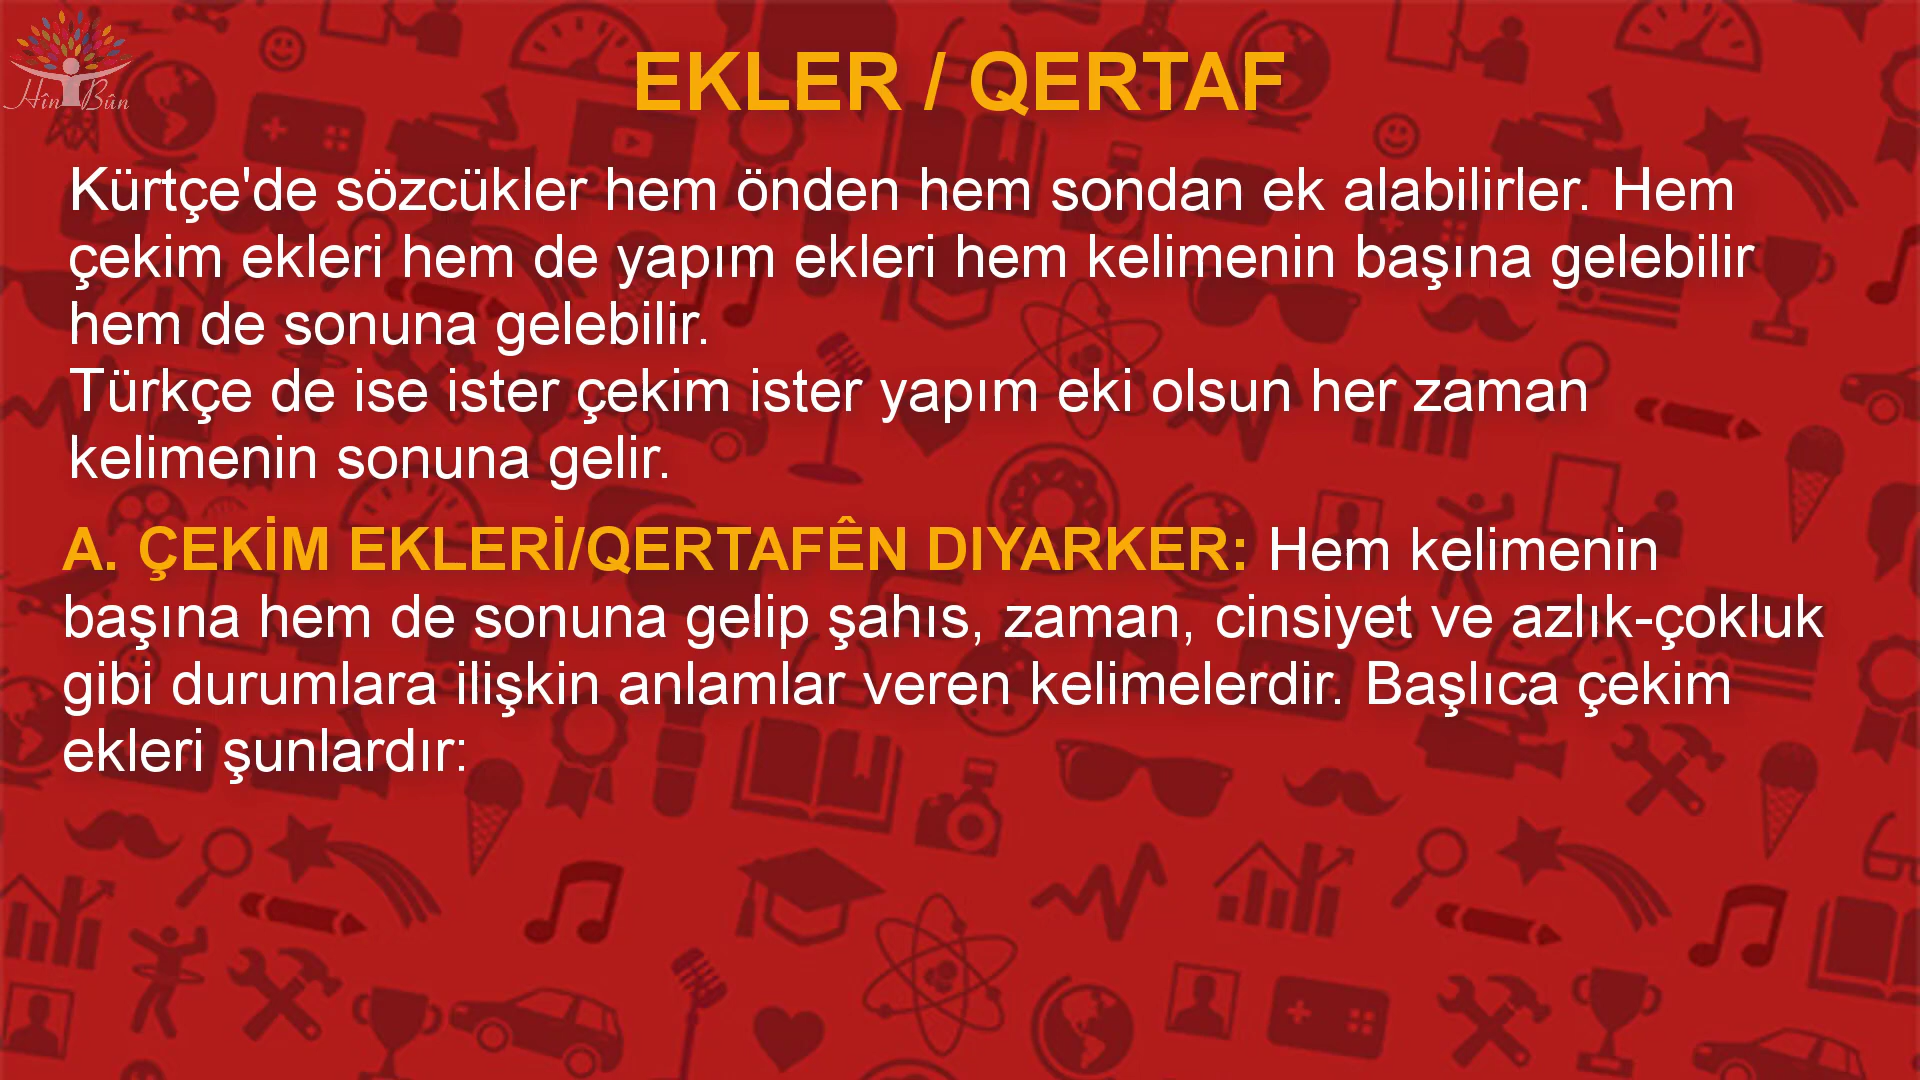 Hîn Bûn
EKLER / QERTAF
Kürtçe'de sözcükler hem önden hem sondan ek alabilirler. Hem
çekim ekleri hem de yapım ekleri hem kelimenin başına gelebilir
hem de sonuna gelebilir.
Türkçe de ise ister çekim ister yapım eki olsun her zaman
kelimenin sonuna gelir.
A. ÇEKİM EKLERİ/QERTAFÊN DIYARKER: Hem kelimenin
başına hem de sonuna gelip şahıs, zaman, cinsiyet ve azlık-çokluk
gibi durumlara ilişkin anlamlar veren kelimelerdir. Başlıca çekim
ekleri şunlardır: